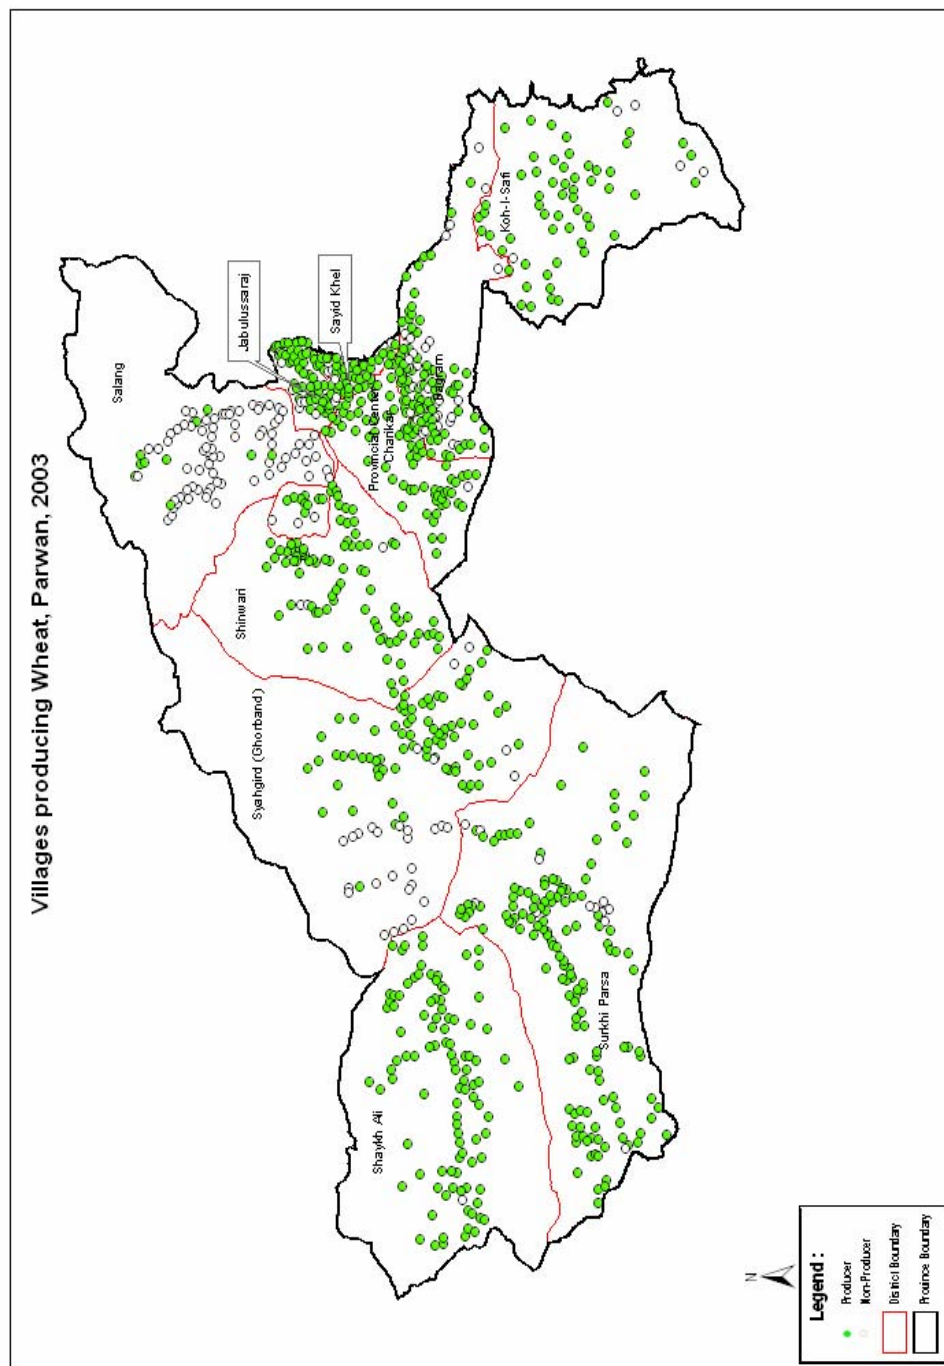 Villages producing Wheat, Parwan, 2003
Salang
Jabulussaraj
Sayid Khel
Koh-I-Safi
Shinwari
Provincial Center
Charikar
Bagram
Syahgird (Ghorband)
Shaykh Ali
Surkhi Parsa
N
Legend :
Producer
Non-Producer
District Boundary
Province Boundary